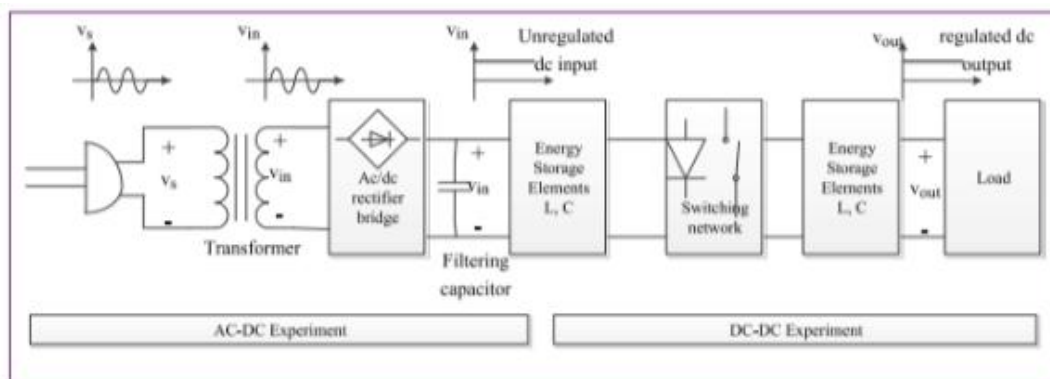 vs
vin
vin
Unregulated
dc input
vout
regulated dc
output
+
vs
-
+
vin
-
Transformer
Ac/dc
rectifier
bridge
+
vin
-
Filtering
capacitor
Energy
Storage
Elements
L, C
Switching
network
Energy
Storage
Elements
L, C
+
vout
-
Load
AC-DC Experiment
DC-DC Experiment